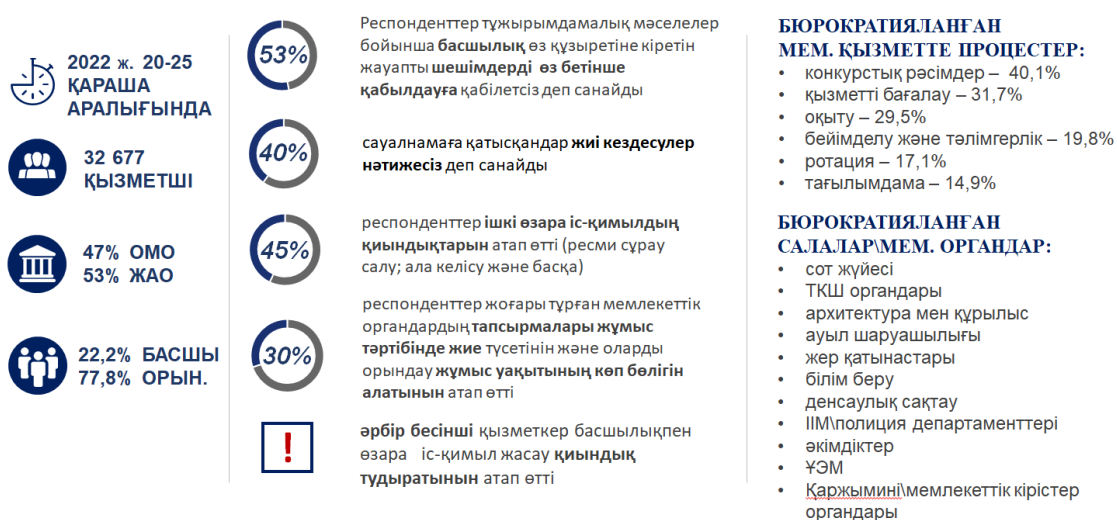 2022 ж. 20-25
ҚАРАША
АРАЛЫҒЫНДА
32 677
ҚЫЗМЕТШІ
47% ОМО
53% ЖАО
22,2% БАСШЫ
77,8% ОРЫН.
53%
Респонденттер тұжырымдамалық мәселелер
бойынша басшылық өз құзыретіне кіретін
жауапты шешімдерді өз бетінше
қабылдауға қабілетсіз деп санайды
40%
сауалнамаға қатысқандар жиі кездесулер
нәтижесіз деп санайды
45%
респонденттер ішкі өзара іс-қимылдың
қиындықтарын атап өтті (ресми сұрау
салу; ала келісу және басқа)
30%
респонденттер жоғары тұрған мемлекеттік
органдардың тапсырмалары жұмыс
тәртібінде жие түсетінін және оларды
орындау жұмыс уақытының көп бөлігін
алатынын атап өтті
!
әрбір бесінші қызметкер басшылықпен
өзара іс-қимыл жасау қиындық
тудыратынын атап өтті
БЮРОКРАТИЯЛАНҒАН
МЕМ. ҚЫЗМЕТТЕ ПРОЦЕСТЕР:
• конкурстық рәсімдер – 40,1%
• қызметті бағалау – 31,7%
• оқыту – 29,5%
• бейімделу және тәлімгерлік – 19,8%
• ротация – 17,1%
• тағылымдама – 14,9%
БЮРОКРАТИЯЛАНҒАН
САЛАЛАР\МЕМ. ОРГАНДАР:
• сот жүйесі
• ТКШ органдары
• архитектура мен құрылыс
• ауыл шаруашылығы
• жер қатынастары
• білім беру
• денсаулық сақтау
• ІІМ\полиция департаменттері
• әкімдіктер
• ҰЭМ
• Қаржымині\мемлекеттік кірістер
органдары